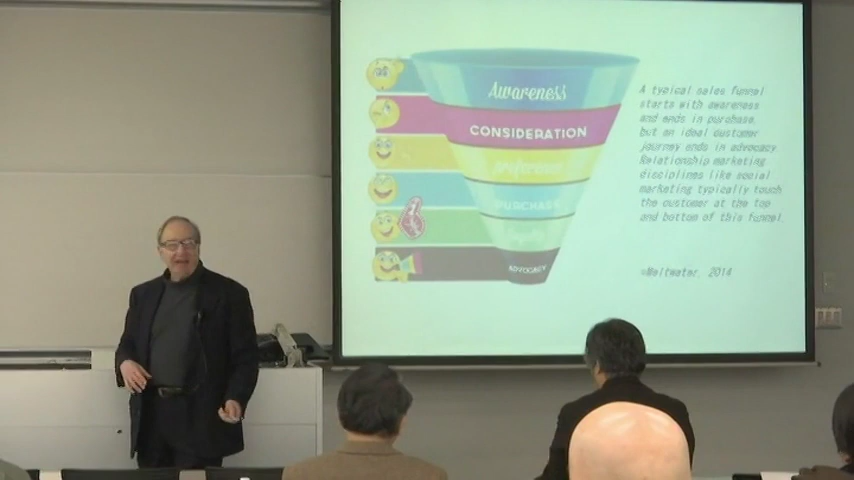 Awareness
CONSIDERATION
preference
PURCHASE
ADVOCACY
A typical sales funnel
starts with awareness
and ends in purchase,
but an ideal customer
journey ends in advocacy.
Relationship marketing
disciplines like social
marketing typically touch
the customer at the top
and bottom of this funnel.
Meltwater, 2014